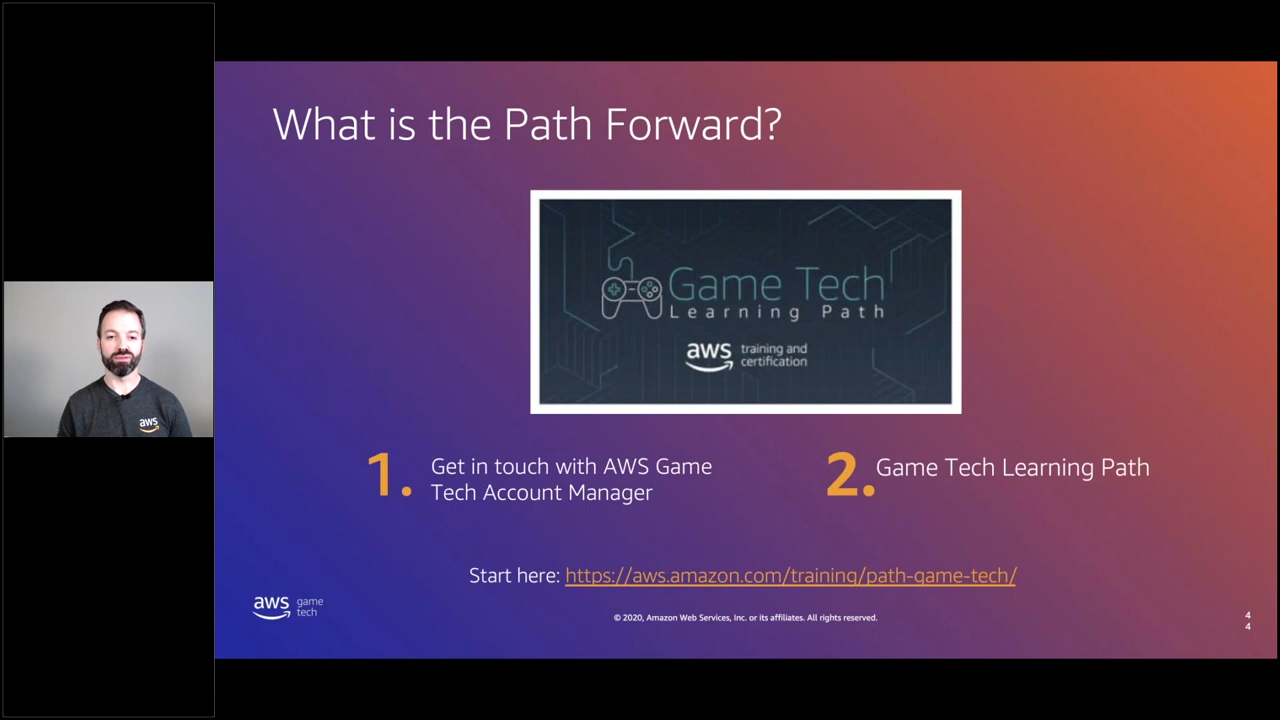 What is the Path Forward?
Game Tech
Learning Path
aws training and
certification
1. Get in touch with AWS Game
Tech Account Manager
2. Game Tech Learning Path
Start here: https://aws.amazon.com/training/path-game-tech/
aws game
tech
© 2020, Amazon Web Services, Inc. or its affiliates. All rights reserved.
4
4
aws